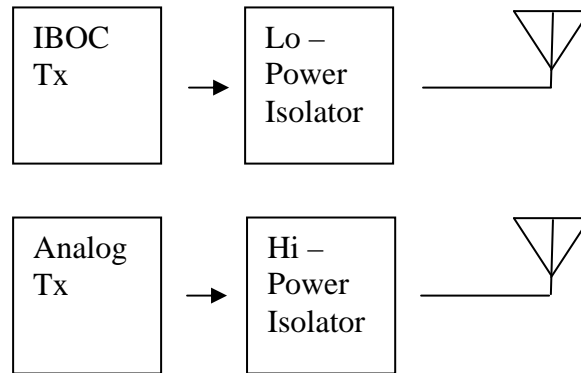 IBOC
Tx
Lo –
Power
Isolator
Analog
Tx
Hi –
Power
Isolator